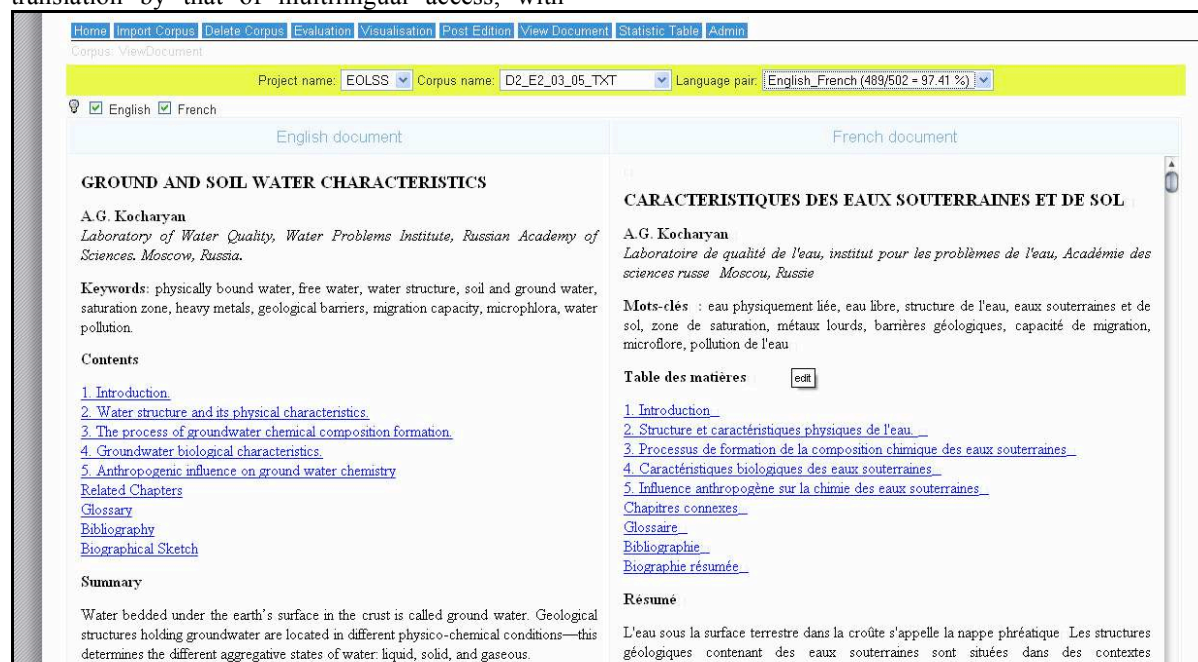 translation by that of multilingual access, with
Home Import Corpus Delete Corpus Evaluation Visualisation Post Edition View Document Statistic Table Admin
Corpus: ViewDocument
Project name: EOLSS Corpus name: D2_E2_03_05_TXT Language pair: English_French (489/502 = 97.41 %)
English French
English document
GROUND AND SOIL WATER CHARACTERISTICS
A.G. Kocharyan
Laboratory of Water Quality, Water Problems Institute, Russian Academy of
Sciences. Moscow, Russia.
Keywords: physically bound water, free water, water structure, soil and ground water,
saturation zone, heavy metals, geological barriers, migration capacity, microphlora, water
pollution.
Contents
1. Introduction.
2. Water structure and its physical characteristics.
3. The process of groundwater chemical composition formation.
4. Groundwater biological characteristics.
5. Anthropogenic influence on ground water chemistry
Related Chapters
Glossary
Bibliography
Biographical Sketch
Summary
Water bedded under the earth's surface in the crust is called ground water. Geological
structures holding groundwater are located in different physico-chemical conditions—this
determines the different aggregative states of water: liquid, solid, and gaseous.
French document
CARACTERISTIQUES DES EAUX SOUTERRAINES ET DE SOL
A.G. Kocharyan
Laboratoire de qualité de l'eau, institut pour les problèmes de l'eau, Académie des
sciences russe Moscou, Russie
Mots-clés : eau physiquement liée, eau libre, structure de l'eau, eaux souterraines et de
sol, zone de saturation, métaux lourds, barrières géologiques, capacité de migration,
microflore, pollution de l'eau
Table des matières edit
1. Introduction_
2. Structure et caractéristiques physiques de l'eau. _
3. Processus de formation de la composition chimique des eaux souterraines_
4. Caractéristiques biologiques des eaux souterraines_
5. Influence anthropogène sur la chimie des eaux souterraines_
Chapitres connexes_
Glossaire_
Bibliographie_
Biographie résumée_
Résumé
L'eau sous la surface terrestre dans la croûte s'appelle la nappe phréatique Les structures
géologiques contenant des eaux souterraines sont situées dans des contextes